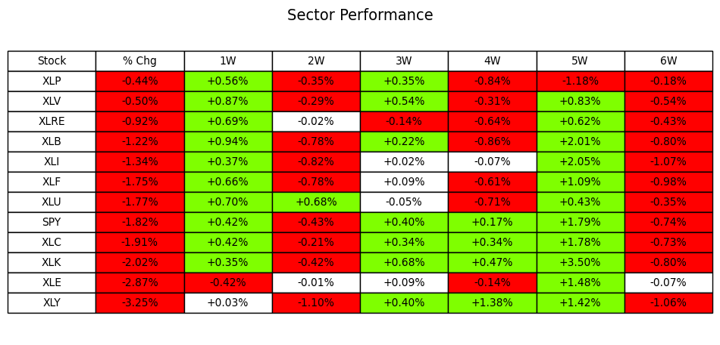 Sector Performance
Stock % Chg 1W 2W 3W 4W 5W 6W
XLP -0.44% +0.56% -0.35% +0.35% -0.84% -1.18% -0.18%
XLV -0.50% +0.87% -0.29% +0.54% -0.31% +0.83% -0.54%
XLRE -0.92% +0.69% -0.02% -0.14% -0.64% +0.62% -0.43%
XLB -1.22% +0.94% -0.78% +0.22% -0.86% +2.01% -0.80%
XLI -1.34% +0.37% -0.82% +0.02% -0.07% +2.05% -1.07%
XLF -1.75% +0.66% -0.78% +0.09% -0.61% +1.09% -0.98%
XLU -1.77% +0.70% +0.68% -0.05% -0.71% +0.43% -0.35%
SPY -1.82% +0.42% -0.43% +0.40% +0.17% +1.79% -0.74%
XLC -1.91% +0.42% -0.21% +0.34% +0.34% +1.78% -0.73%
XLK -2.02% +0.35% -0.42% +0.68% +0.47% +3.50% -0.80%
XLE -2.87% -0.42% -0.01% +0.09% -0.14% +1.48% -0.07%
XLY -3.25% +0.03% -1.10% +0.40% +1.38% +1.42% -1.06%